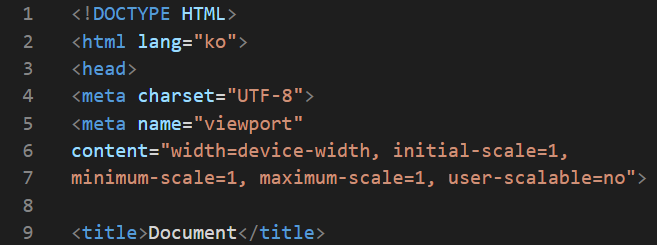 1 <!DOCTYPE HTML>
2 <html lang="ko">
3 <head>
4 <meta charset="UTF-8">
5 <meta name="viewport"
6 content="width=device-width, initial-scale=1,
7 minimum-scale=1, maximum-scale=1, user-scalable=no">
8
9 <title>Document</title>